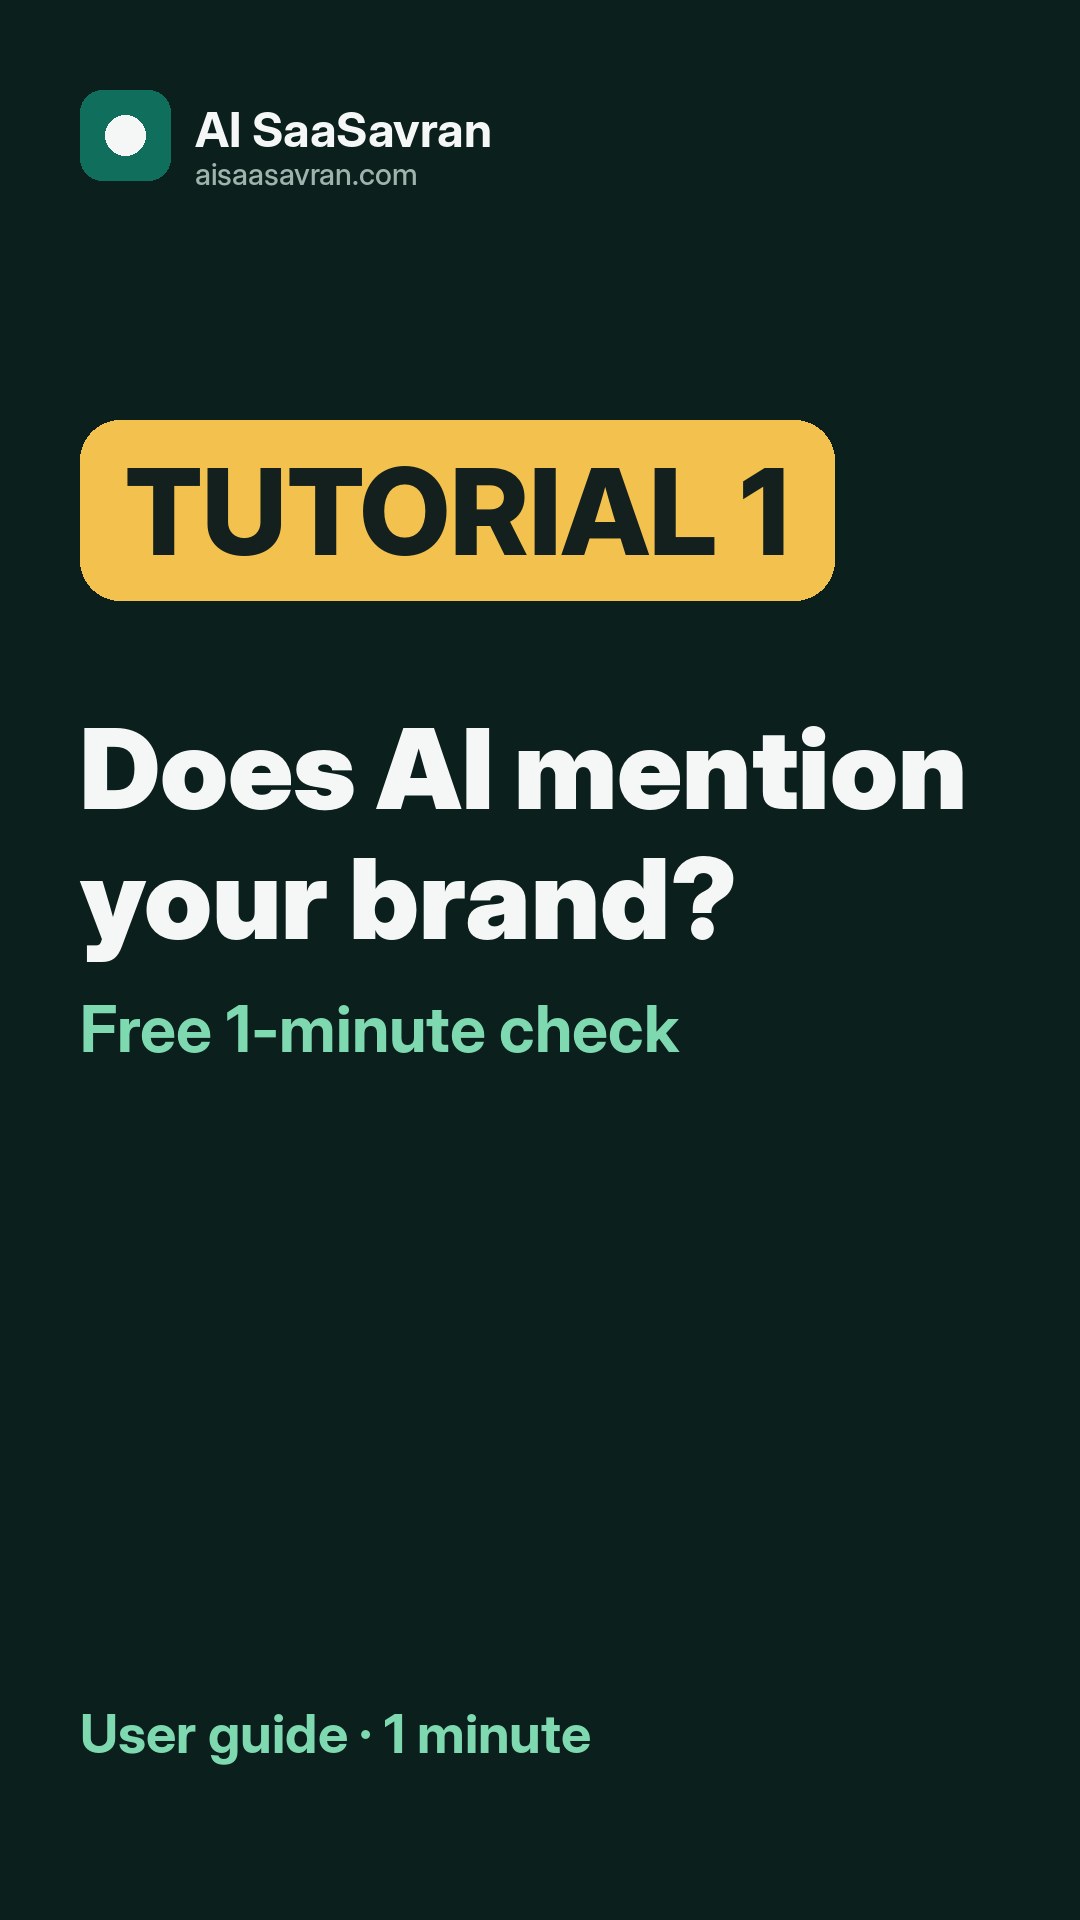 AI SaaSavran
aisaasavran.com
TUTORIAL 1
Does AI mention
your brand?
Free 1-minute check
User guide · 1 minute